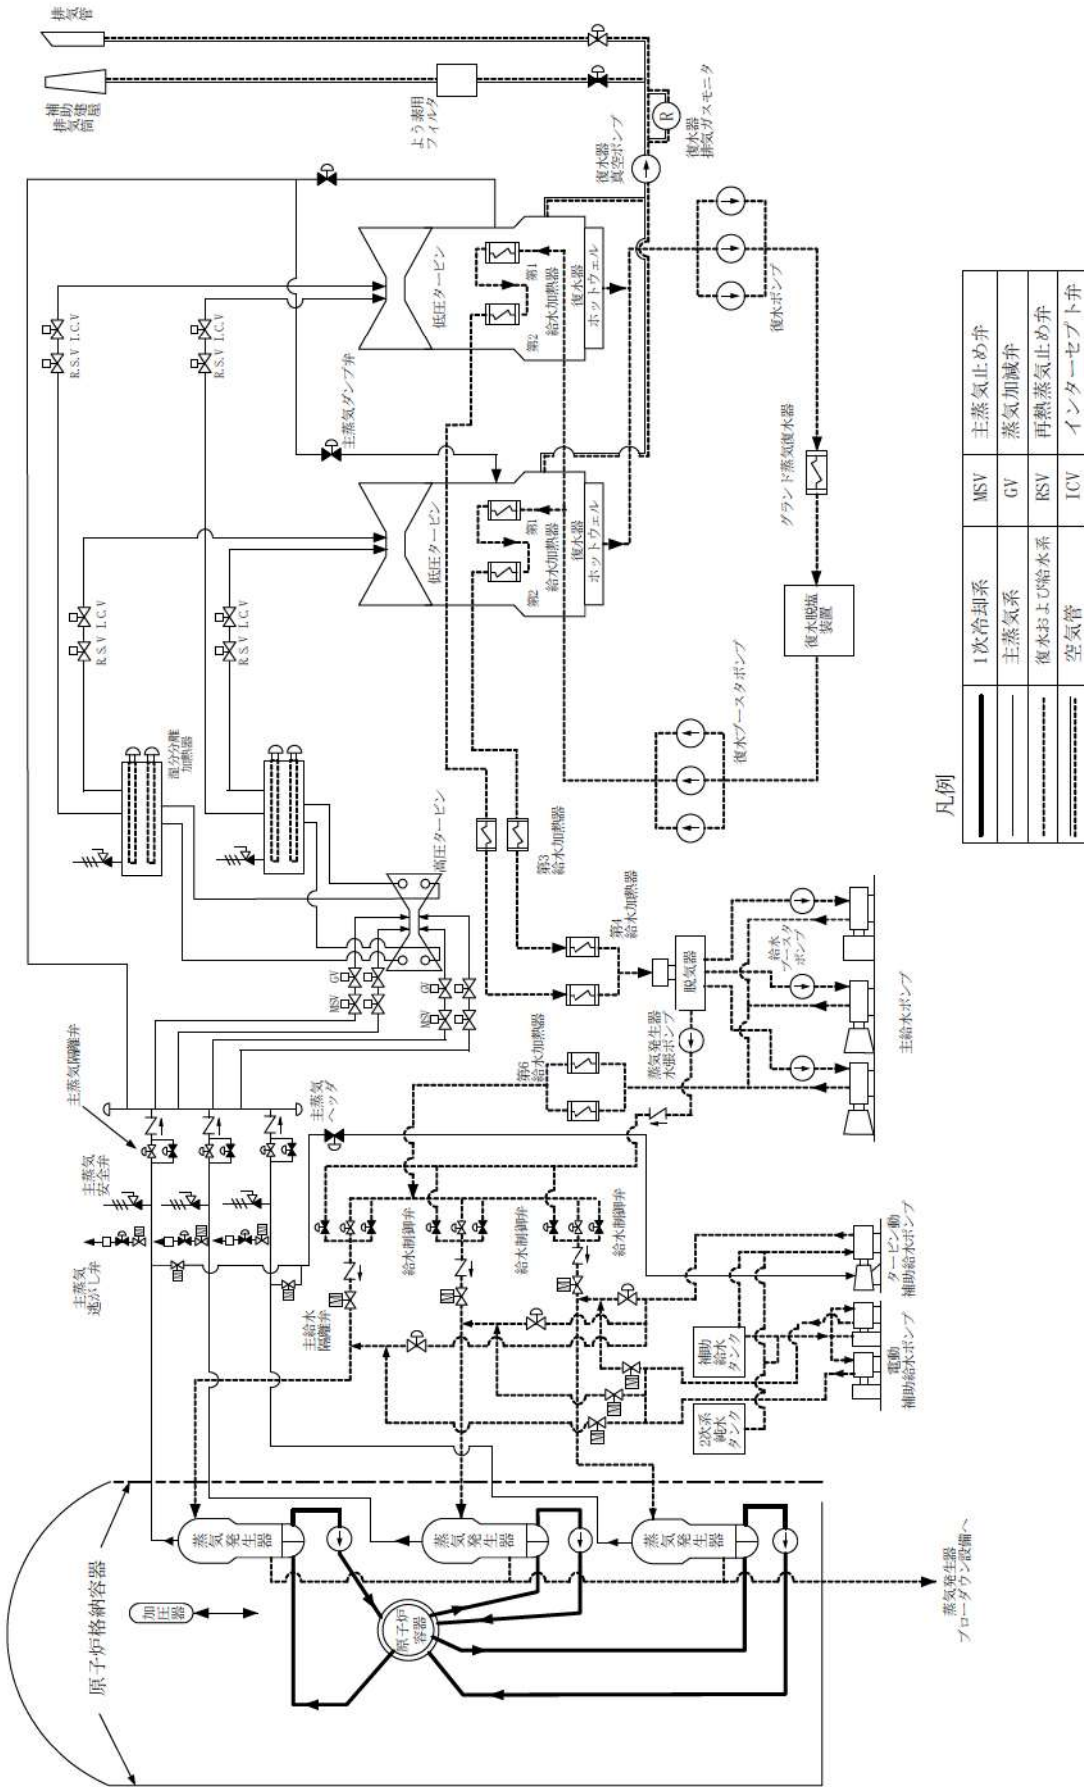 原子炉格納容器
加圧器
原子炉
容器
蒸気発生器
蒸気発生器
蒸気発生器
蒸気発生器
ブローダウン設備へ
主蒸気
逃がし弁
主蒸気
安全弁
主蒸気隔離弁
主蒸気
ヘッダ
主給水
隔離弁
給水制御弁
給水制御弁
給水制御弁
2次系
純水
タンク
補助
給水
タンク
電動
補助給水ポンプ
タービン動
補助給水ポンプ
M
M
M
M
M
M
M
M
M
M
M
MSV
GV
MSV
GV
高圧タービン
湿分分離
加熱器
第6
給水加熱器
蒸気発生器
水張ポンプ
脱気器
第4
給水加熱器
第3
給水加熱器
給水
ブースタ
ポンプ
主給水ポンプ
R.S.V I.C.V
R.S.V I.C.V
R.S.V I.C.V
R.S.V I.C.V
主蒸気ダンプ弁
低圧タービン
第1
第2
給水加熱器
復水器
ホットウェル
低圧タービン
第1
第2
給水加熱器
復水器
ホットウェル
復水ブースタポンプ
復水脱塩
装置
グランド蒸気復水器
復水ポンプ
復水器
真空ポンプ
R
復水器
排気ガスモニタ
よう素用
フィルタ
補助建屋
排気筒
排気管
凡例
1次冷却系 MSV 主蒸気止め弁
主蒸気系 GV 蒸気加減弁
復水および給水系 RSV 再熱蒸気止め弁
空気管 ICV インターセプト弁